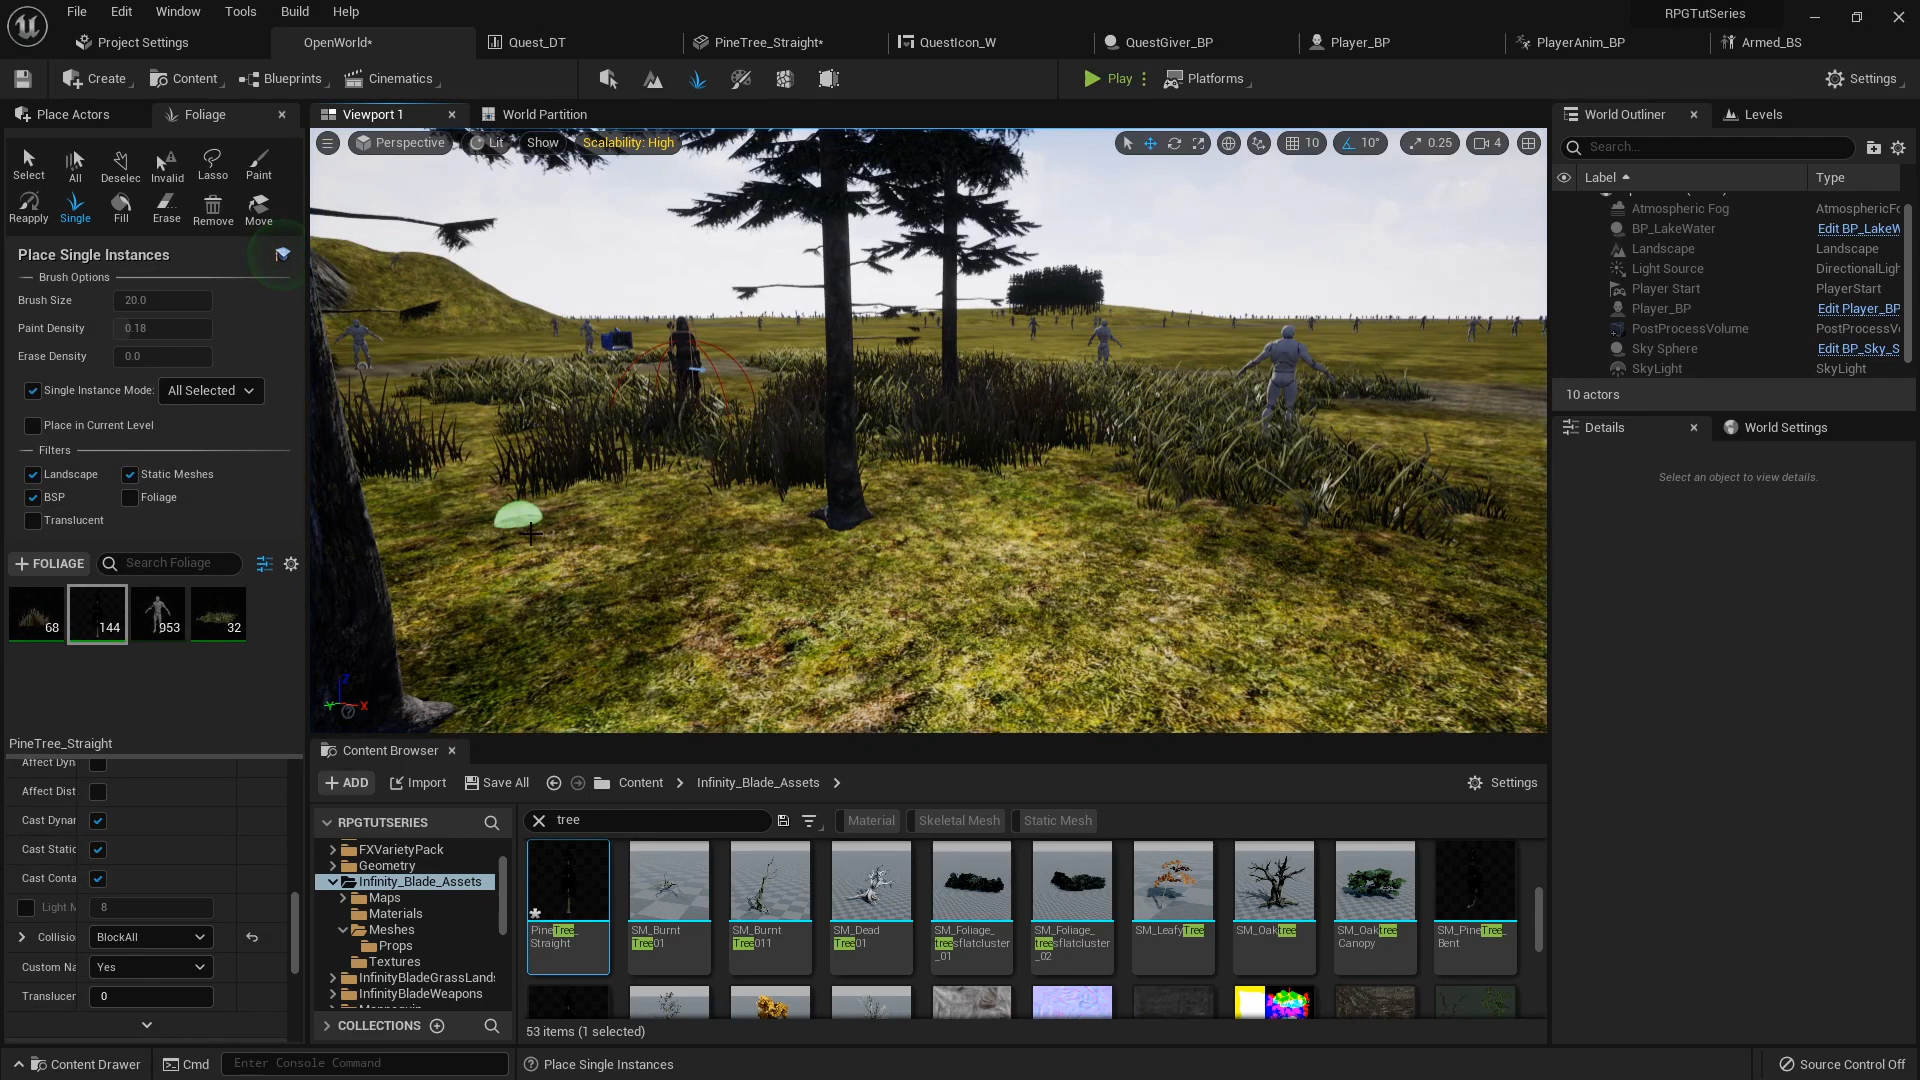 File Edit Window Tools Build Help
RPGTutSeries
Project Settings
OpenWorld*
Quest_DT
PineTree_Straight*
QuestIcon_W
QuestGiver_BP
Player_BP
PlayerAnim_BP
Armed_BS
Create
Content
Blueprints
Cinematics
Play
Platforms
Settings
Place Actors
Foliage
Viewport 1
World Partition
World Outliner
Levels
Select All Deselec Invalid Lasso Paint
Reapply Single Fill Erase Remove Move
Place Single Instances
Brush Options
Brush Size 20.0
Paint Density 0.18
Erase Density 0.0
Single Instance Mode: All Selected
Place in Current Level
Filters
Landscape Static Meshes
BSP Foliage
Translucent
FOLIAGE Search Foliage
68 144 953 32
PineTree_Straight
Affect Dyn
Affect Dist
Cast Dynar
Cast Static
Cast Conta
Light M 8
Collisio BlockAll
Custom Na Yes
Translucer 0
Perspective Lit Show Scalability: High
10 10° 0.25 4
Z
Y X
Search...
Label Type
Atmospheric Fog AtmosphericFo
BP_LakeWater Edit BP_LakeW
Landscape Landscape
Light Source DirectionalLigh
Player Start PlayerStart
Player_BP Edit Player_BP
PostProcessVolume PostProcessV
Sky Sphere Edit BP_Sky_S
SkyLight SkyLight
10 actors
Details
World Settings
Select an object to view details.
Content Browser
ADD Import Save All Content Infinity_Blade_Assets Settings
RPGTUTSERIES
FXVarietyPack
Geometry
Infinity_Blade_Assets
Maps
Materials
Meshes
Props
Textures
InfinityBladeGrassLands
InfinityBladeWeapons
COLLECTIONS
tree
Material Skeletal Mesh Static Mesh
PineTree_
Straight
SM_Burnt
Tree01
SM_Burnt
Tree011
SM_Dead
Tree01
SM_Foliage_
treesflatcluster
_01
SM_Foliage_
treesflatcluster
_02
SM_LeafyTree
SM_Oaktree
SM_Oaktree
Canopy
SM_PineTree_
Bent
53 items (1 selected)
Content Drawer
Cmd
Enter Console Command
Place Single Instances
Source Control Off